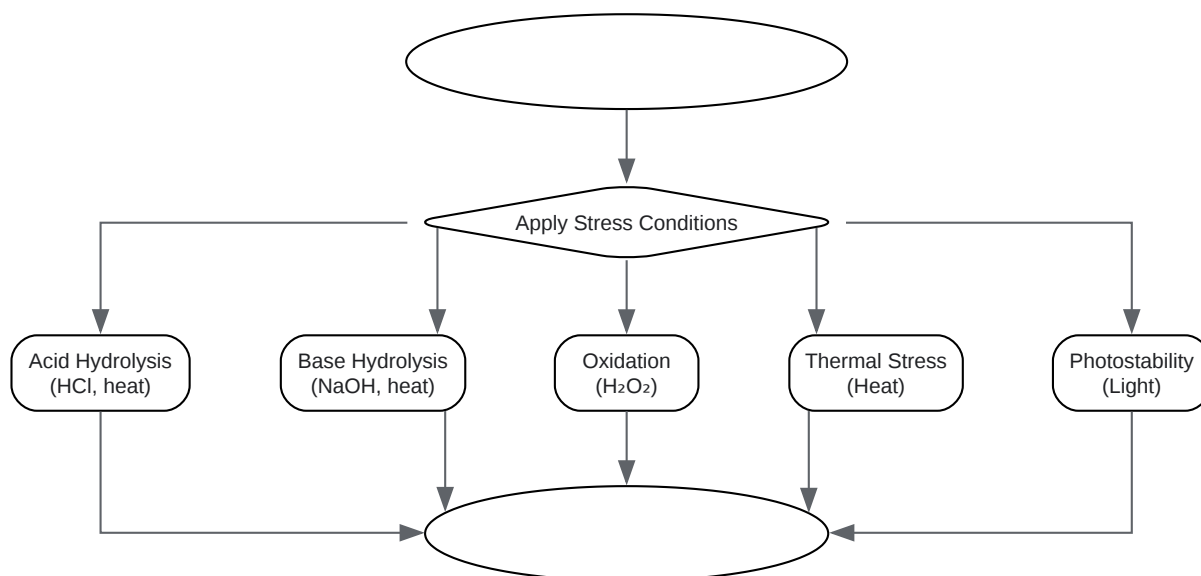 Apply Stress Conditions
Acid Hydrolysis
(HCl, heat)
Base Hydrolysis
(NaOH, heat)
Oxidation
(H₂O₂)
Thermal Stress
(Heat)
Photostability
(Light)